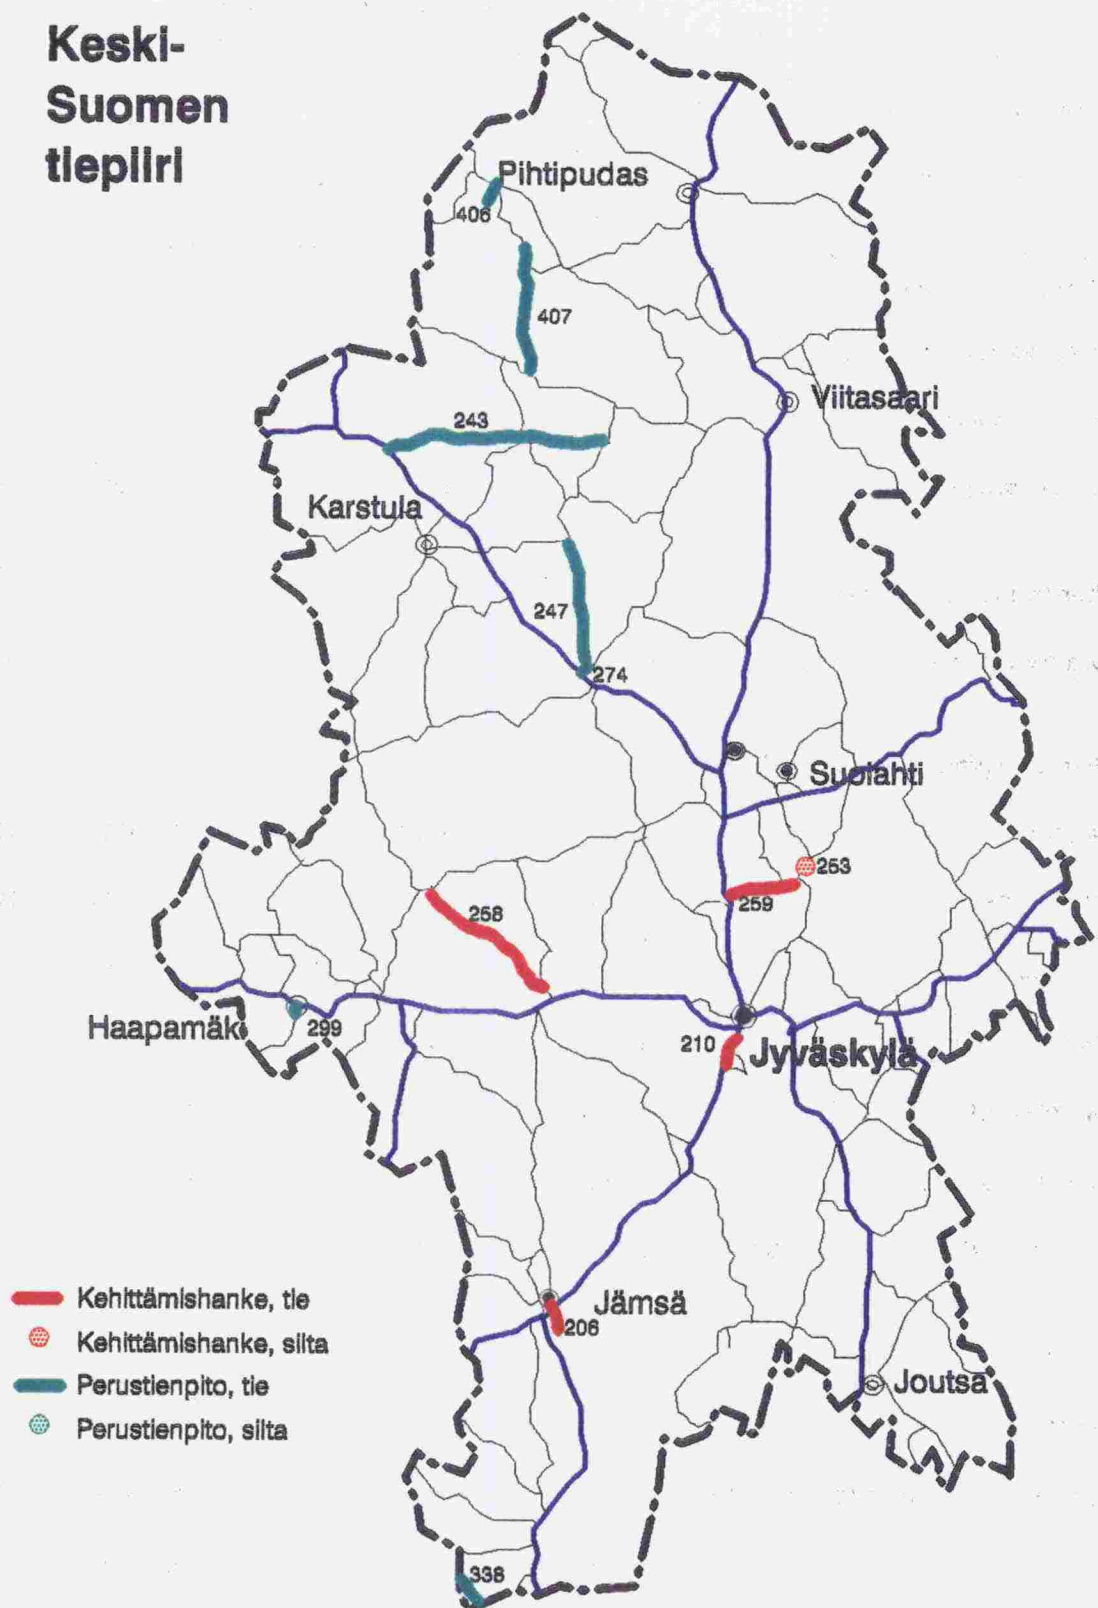 Keski-
Suomen
tiepiiri
Pihtipudas
406
407
Viitasaari
243
Karstula
247
274
Suolahti
253
259
258
Haapamäki
299
210
Jyväskylä
Jämsä
206
Joutsa
338
Kehittämishanke, tie
Kehittämishanke, silta
Perustienpito, tie
Perustienpito, silta